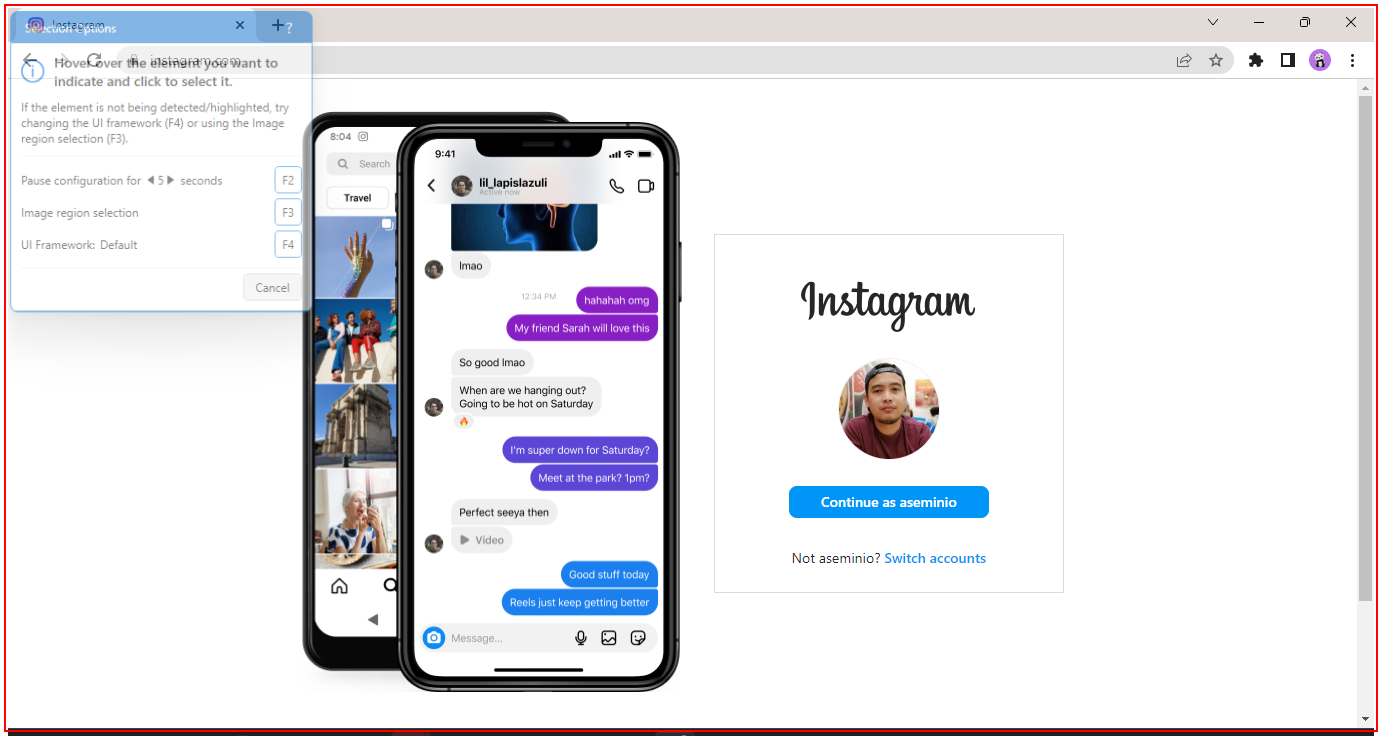 Instagram
Selection Options
?
instagram.com
Hover over the element you want to
indicate and click to select it.
If the element is not being detected/highlighted, try
changing the UI framework (F4) or using the Image
region selection (F3).
Pause configuration for 5 seconds
F2
Image region selection
F3
UI Framework: Default
F4
Cancel
8:04
Search
Travel
9:41
lil_lapislazuli
Active now
lmao
12:34 PM
hahahah omg
My friend Sarah will love this
So good lmao
When are we hanging out?
Going to be hot on Saturday
I'm super down for Saturday?
Meet at the park? 1pm?
Perfect seeya then
Video
Good stuff today
Reels just keep getting better
Message...
Instagram
Continue as aseminio
Not aseminio? Switch accounts